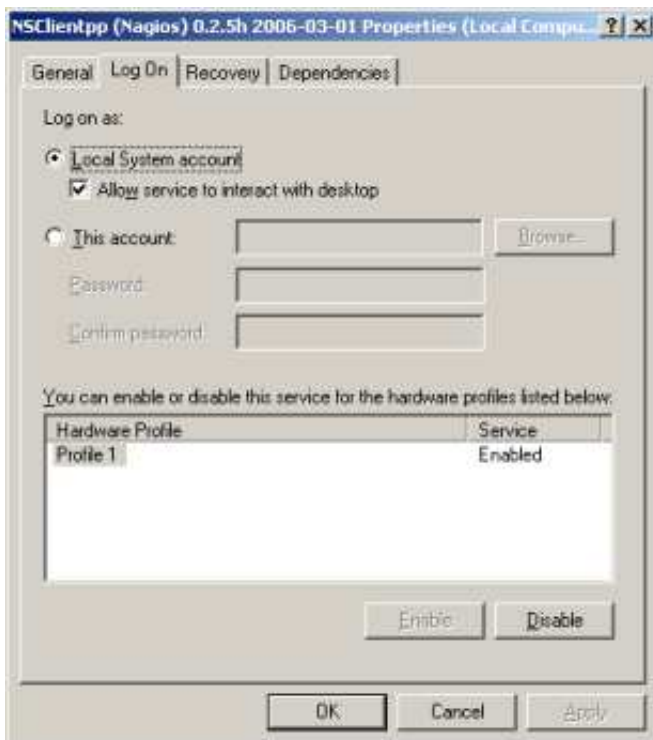 NSClientpp (Nagios) 0.2.5h 2006-03-01 Properties (Local Compu...
General Log On Recovery Dependencies
Log on as:
Local System account
Allow service to interact with desktop
This account:
Browse...
Password:
Confirm password:
You can enable or disable this service for the hardware profiles listed below:
Hardware Profile Service
Profile 1 Enabled
Enable Disable
OK Cancel Apply